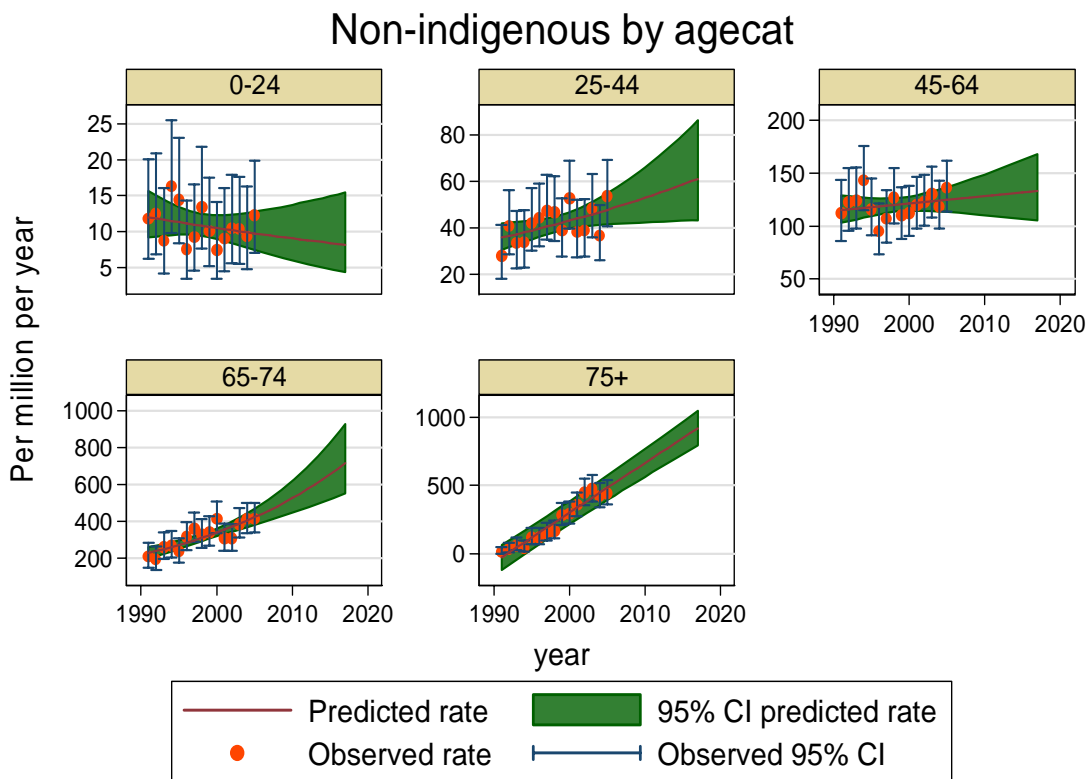 Non-indigenous by agecat
0-24
25
20
15
10
5
25-44
80
60
40
20
45-64
200
150
100
50
1990 2000 2010 2020
65-74
1000
800
600
400
200
1990 2000 2010 2020
75+
1000
500
0
1990 2000 2010 2020
Per million per year
year
Predicted rate
95% CI predicted rate
Observed rate
Observed 95% CI